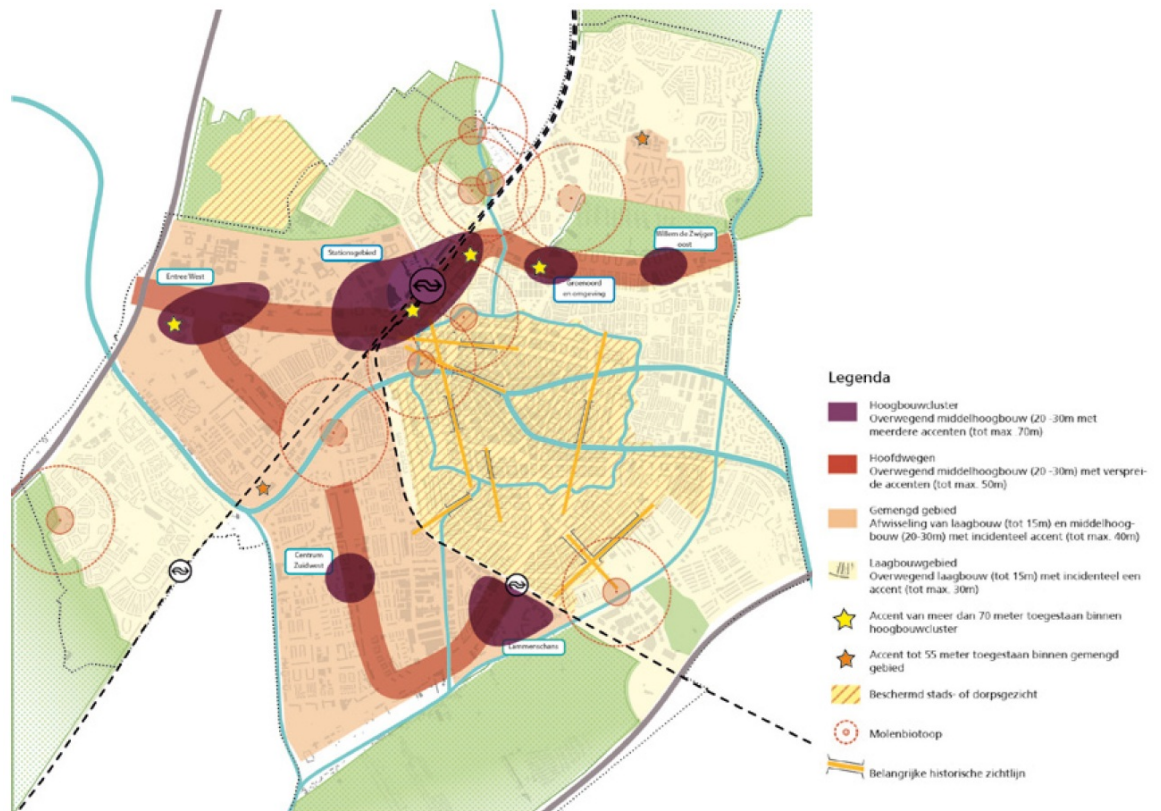 Stationsgebied
Entree West
Willem de Zwijger
oost
Groenoord
en omgeving
Centrum
Zuidwest
Lammenschans
Legenda
Hoogbouwcluster
Overwegend middelhoogbouw (20 -30m met
meerdere accenten (tot max. 70m)
Hoofdwegen
Overwegend middelhoogbouw (20 -30m) met versprei-
de accenten (tot max. 50m)
Gemengd gebied
Afwisseling van laagbouw (tot 15m) en middelhoog-
bouw (20-30m) met incidenteel accent (tot max. 40m)
Laagbouwgebied
Overwegend laagbouw (tot 15m) met incidenteel een
accent (tot max. 30m)
Accent van meer dan 70 meter toegestaan binnen
hoogbouwcluster
Accent tot 55 meter toegestaan binnen gemengd
gebied
Beschermd stads- of dorpsgezicht
Molenbiotoop
Belangrijke historische zichtlijn